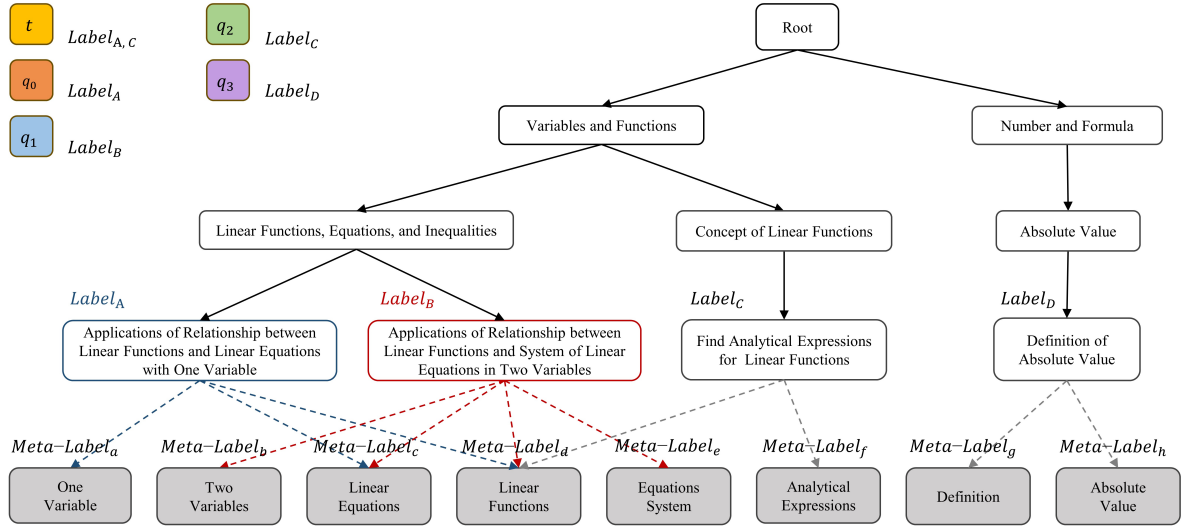 t
Label_{A, C}
q_2
Label_C
q_0
Label_A
q_3
Label_D
q_1
Label_B
Root
Variables and Functions
Number and Formula
Linear Functions, Equations, and Inequalities
Concept of Linear Functions
Absolute Value
Label_A
Label_B
Label_C
Label_D
Applications of Relationship between
Linear Functions and Linear Equations
with One Variable
Applications of Relationship between
Linear Functions and System of Linear
Equations in Two Variables
Find Analytical Expressions
for Linear Functions
Definition of
Absolute Value
Meta−Label_a
Meta−Label_b
Meta−Label_c
Meta−Label_d
Meta−Label_e
Meta−Label_f
Meta−Label_g
Meta−Label_h
One
Variable
Two
Variables
Linear
Equations
Linear
Functions
Equations
System
Analytical
Expressions
Definition
Absolute
Value